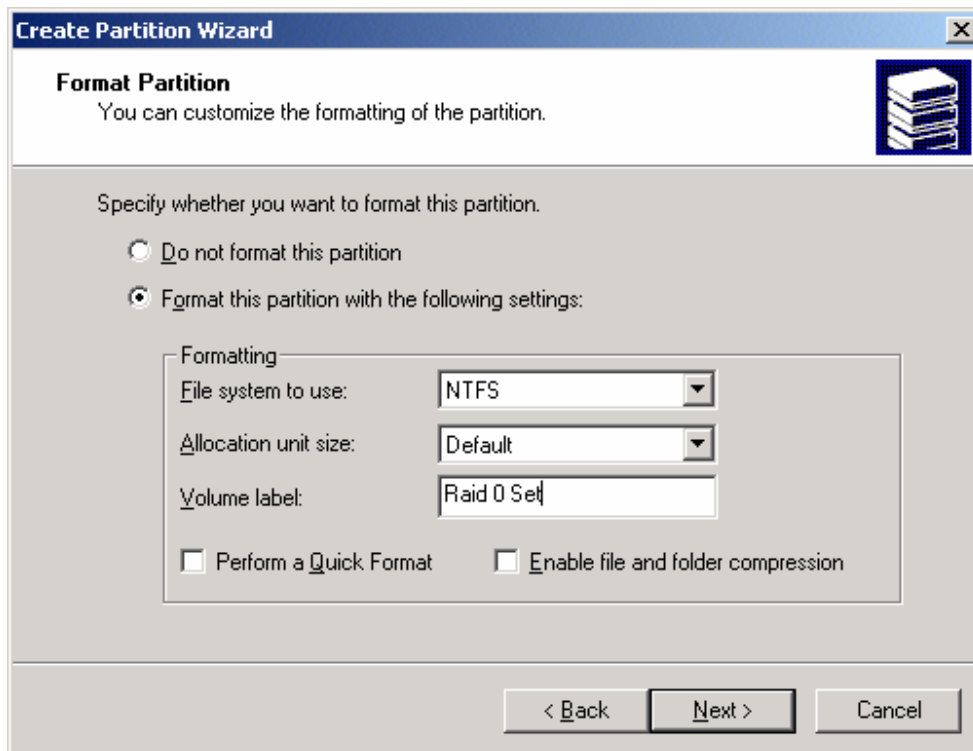 Create Partition Wizard
Format Partition
You can customize the formatting of the partition.
Specify whether you want to format this partition.
Do not format this partition
Format this partition with the following settings:
Formatting
File system to use: NTFS
Allocation unit size: Default
Volume label: Raid 0 Set
Perform a Quick Format Enable file and folder compression
< Back Next > Cancel